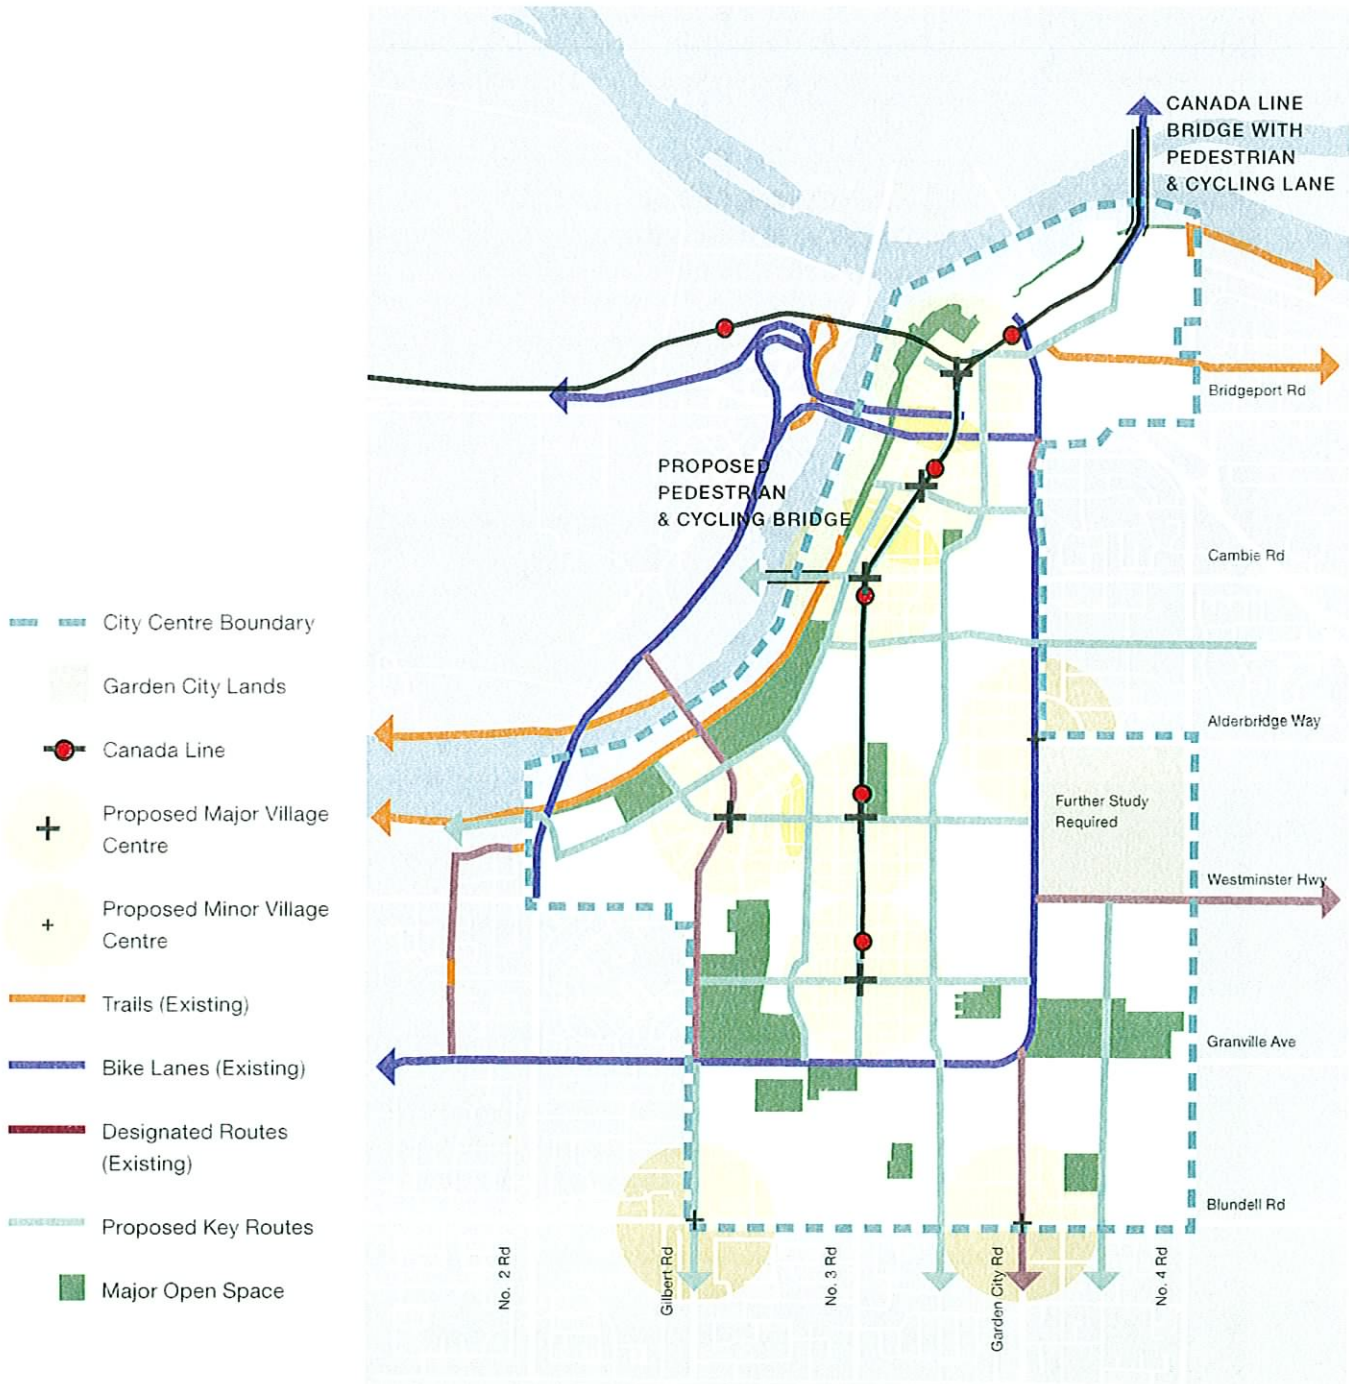 CANADA LINE
BRIDGE WITH
PEDESTRIAN
& CYCLING LANE
Bridgeport Rd
PROPOSED
PEDESTRIAN
& CYCLING BRIDGE
Cambie Rd
City Centre Boundary
Garden City Lands
Alderbridge Way
Canada Line
Further Study
Required
Proposed Major Village
Centre
Westminster Hwy
Proposed Minor Village
Centre
Trails (Existing)
Granville Ave
Bike Lanes (Existing)
Designated Routes
(Existing)
Blundell Rd
Proposed Key Routes
Major Open Space
No. 2 Rd
Gilbert Rd
No. 3 Rd
Garden City Rd
No. 4 Rd